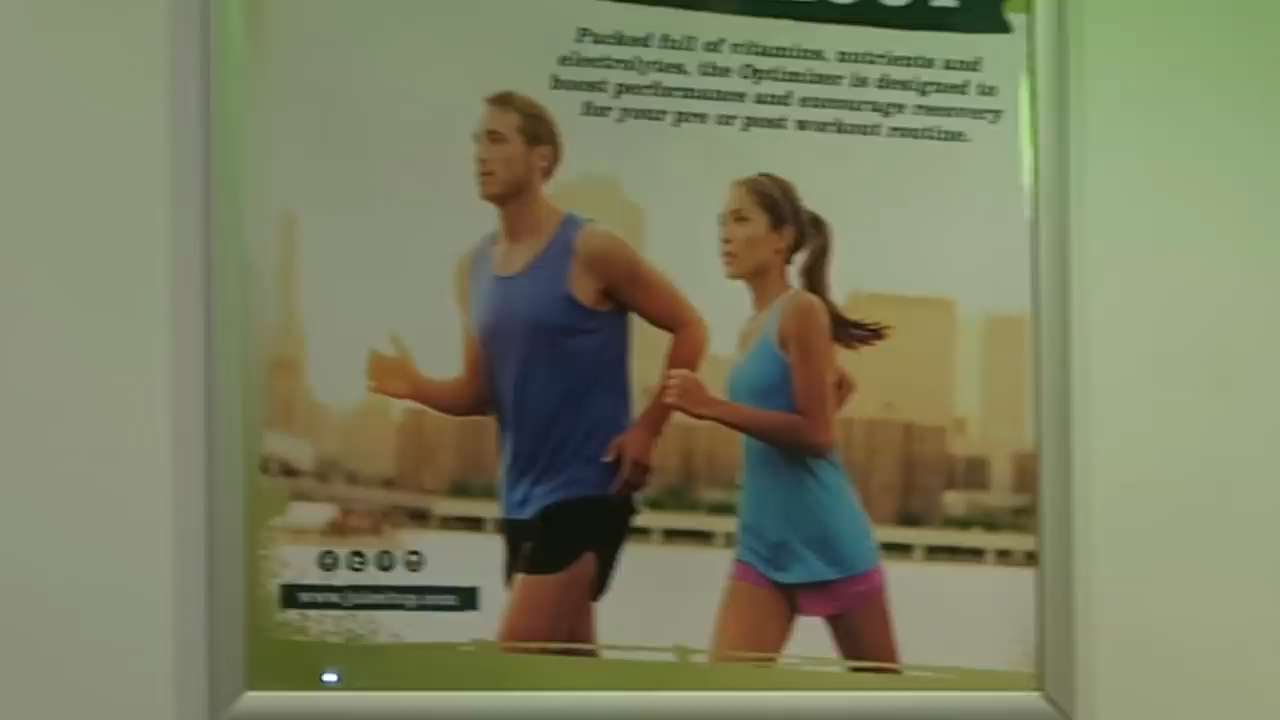 Packed full of vitamins, nutrients and
electrolytes, the Optimizer is designed to
boost performance and encourage recovery
for your pre or post workout routine.